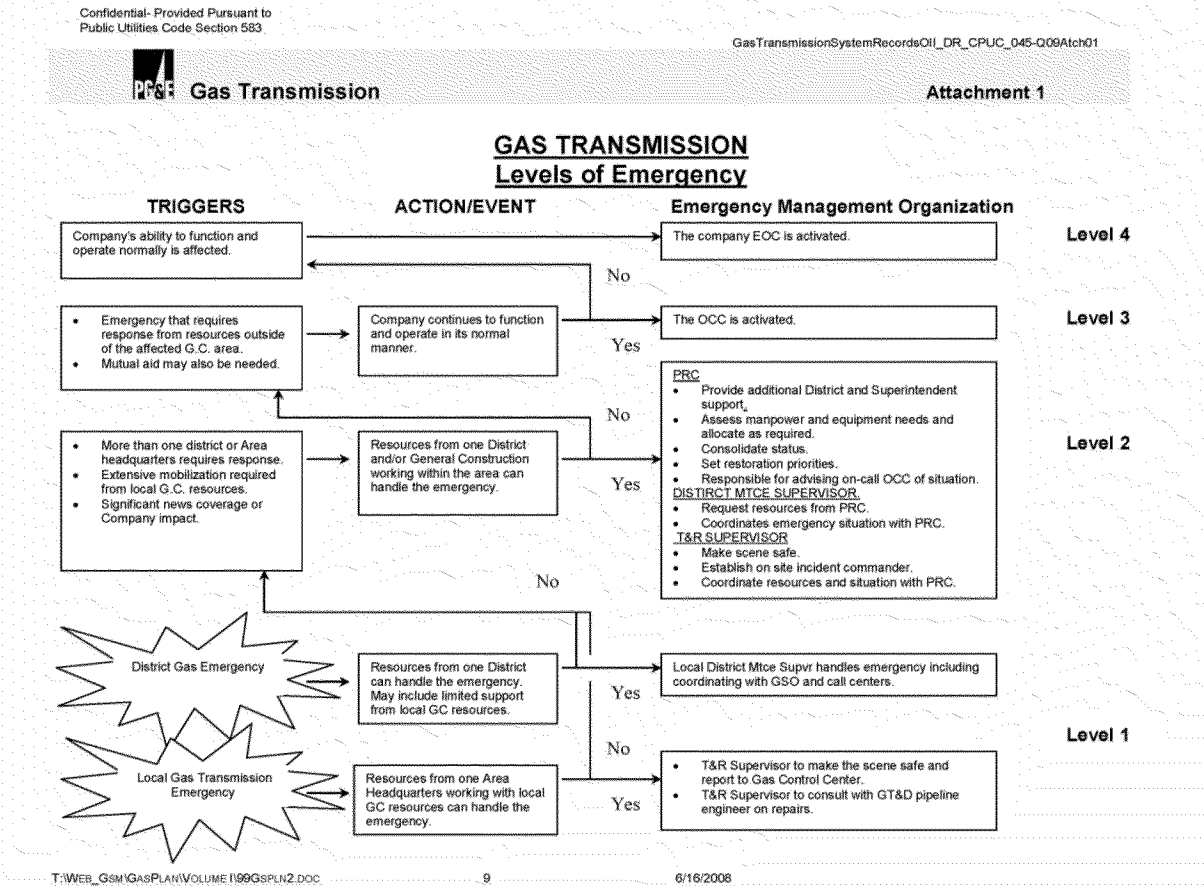 Confidential- Provided Pursuant to
Public Utilities Code Section 583
GasTransmissionSystemRecordsOII_DR_CPUC_045-Q09Atch01
PG&E Gas Transmission
Attachment 1
GAS TRANSMISSION
Levels of Emergency
TRIGGERS
ACTION/EVENT
Emergency Management Organization
Company's ability to function and
operate normally is affected.
The company EOC is activated.
Level 4
No
• Emergency that requires
response from resources outside
of the affected G.C. area.
• Mutual aid may also be needed.
Company continues to function
and operate in its normal
manner.
The OCC is activated.
Level 3
Yes
No
• More than one district or Area
headquarters requires response.
• Extensive mobilization required
from local G.C. resources.
• Significant news coverage or
Company impact.
Resources from one District
and/or General Construction
working within the area can
handle the emergency.
Yes
PRC
• Provide additional District and Superintendent
support.
• Assess manpower and equipment needs and
allocate as required.
• Consolidate status.
• Set restoration priorities.
• Responsible for advising on-call OCC of situation.
DISTIRCT MTCE SUPERVISOR.
• Request resources from PRC.
• Coordinates emergency situation with PRC.
T&R SUPERVISOR
• Make scene safe.
• Establish on site incident commander.
• Coordinate resources and situation with PRC.
Level 2
No
District Gas Emergency
Resources from one District
can handle the emergency.
May include limited support
from local GC resources.
Yes
Local District Mtce Supvr handles emergency including
coordinating with GSO and call centers.
Level 1
No
Local Gas Transmission
Emergency
Resources from one Area
Headquarters working with local
GC resources can handle the
emergency.
Yes
• T&R Supervisor to make the scene safe and
report to Gas Control Center.
• T&R Supervisor to consult with GT&D pipeline
engineer on repairs.
T:\WEB_GSM\GASPLAN\VOLUME I\99GSPLN2.DOC
9
6/16/2008